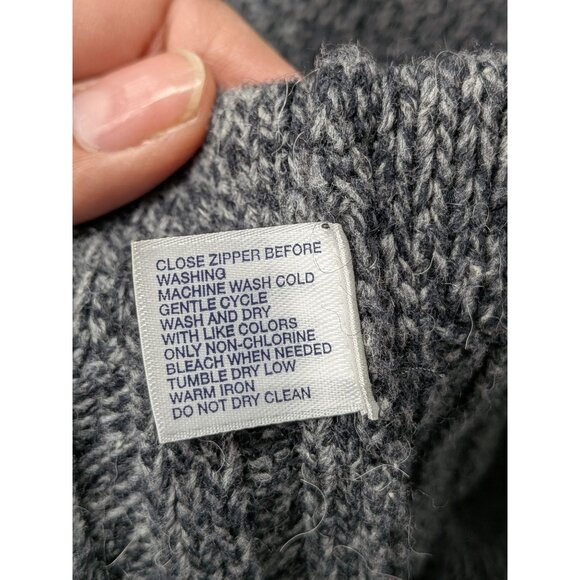 CLOSE ZIPPER BEFORE
WASHING
MACHINE WASH COLD
GENTLE CYCLE
WASH AND DRY
WITH LIKE COLORS
ONLY NON-CHLORINE
BLEACH WHEN NEEDED
TUMBLE DRY LOW
WARM IRON
DO NOT DRY CLEAN